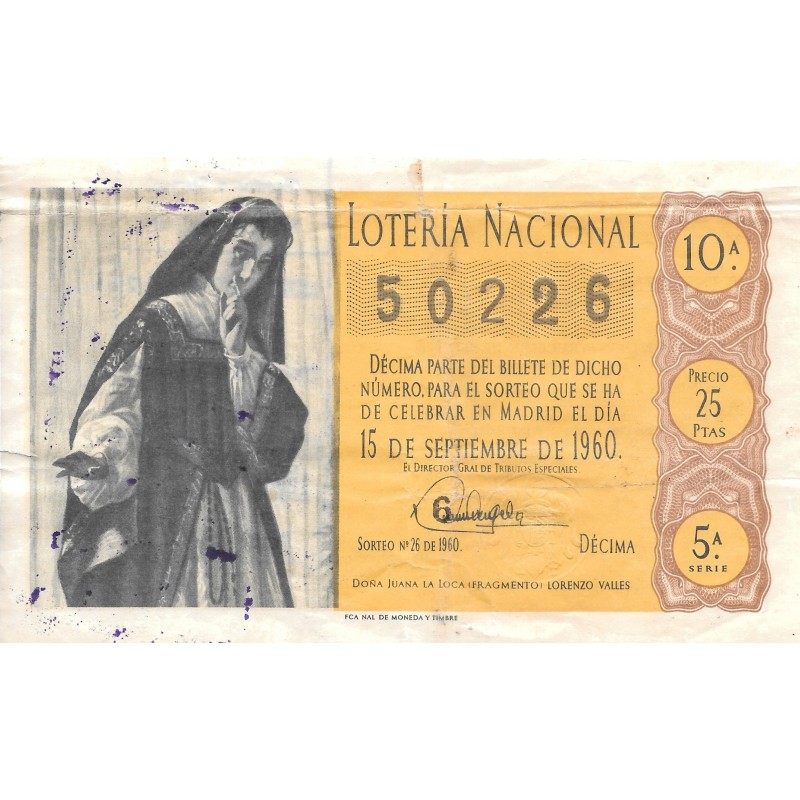 LOTERÍA NACIONAL
50226
DÉCIMA PARTE DEL BILLETE DE DICHO
NÚMERO, PARA EL SORTEO QUE SE HA
DE CELEBRAR EN MADRID EL DÍA
15 DE SEPTIEMBRE DE 1960.
EL DIRECTOR GRAL DE TRIBUTOS ESPECIALES.
6
SORTEO Nº 26 DE 1960.
DÉCIMA
DOÑA JUANA LA LOCA (FRAGMENTO) LORENZO VALLES
FCA NAL DE MONEDA Y TIMBRE
10ª.
PRECIO
25
PTAS
5ª.
SERIE